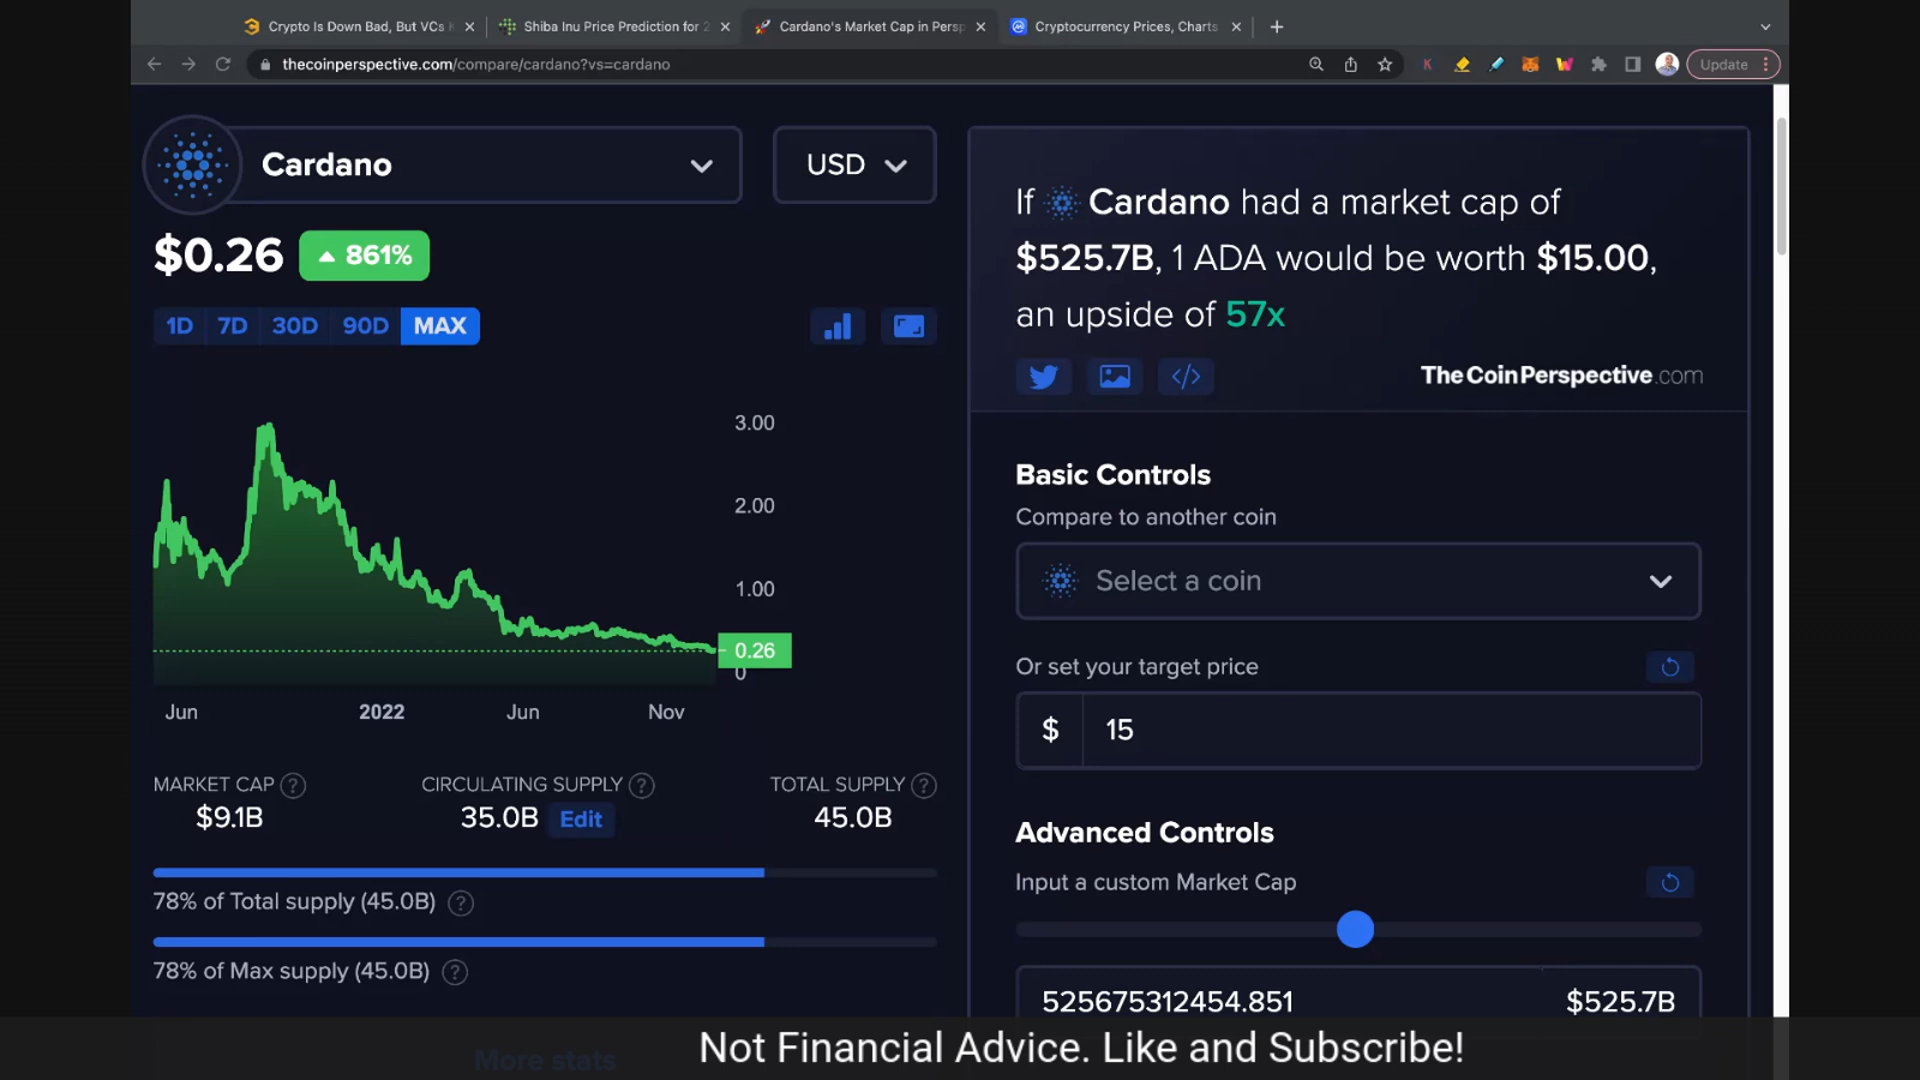 Crypto Is Down Bad, But VCs
Shiba Inu Price Prediction for 2
Cardano's Market Cap in Persp
Cryptocurrency Prices, Charts
thecoinperspective.com/compare/cardano?vs=cardano
Update
Cardano
USD
$0.26
861%
1D 7D 30D 90D MAX
3.00
2.00
1.00
0.26
0
Jun 2022 Jun Nov
MARKET CAP ?
$9.1B
CIRCULATING SUPPLY ?
35.0B Edit
TOTAL SUPPLY ?
45.0B
78% of Total supply (45.0B) ?
78% of Max supply (45.0B) ?
More stats
If Cardano had a market cap of
$525.7B, 1 ADA would be worth $15.00,
an upside of 57x
TheCoinPerspective.com
Basic Controls
Compare to another coin
Select a coin
Or set your target price
$ 15
Advanced Controls
Input a custom Market Cap
525675312454.851 $525.7B
Not Financial Advice. Like and Subscribe!